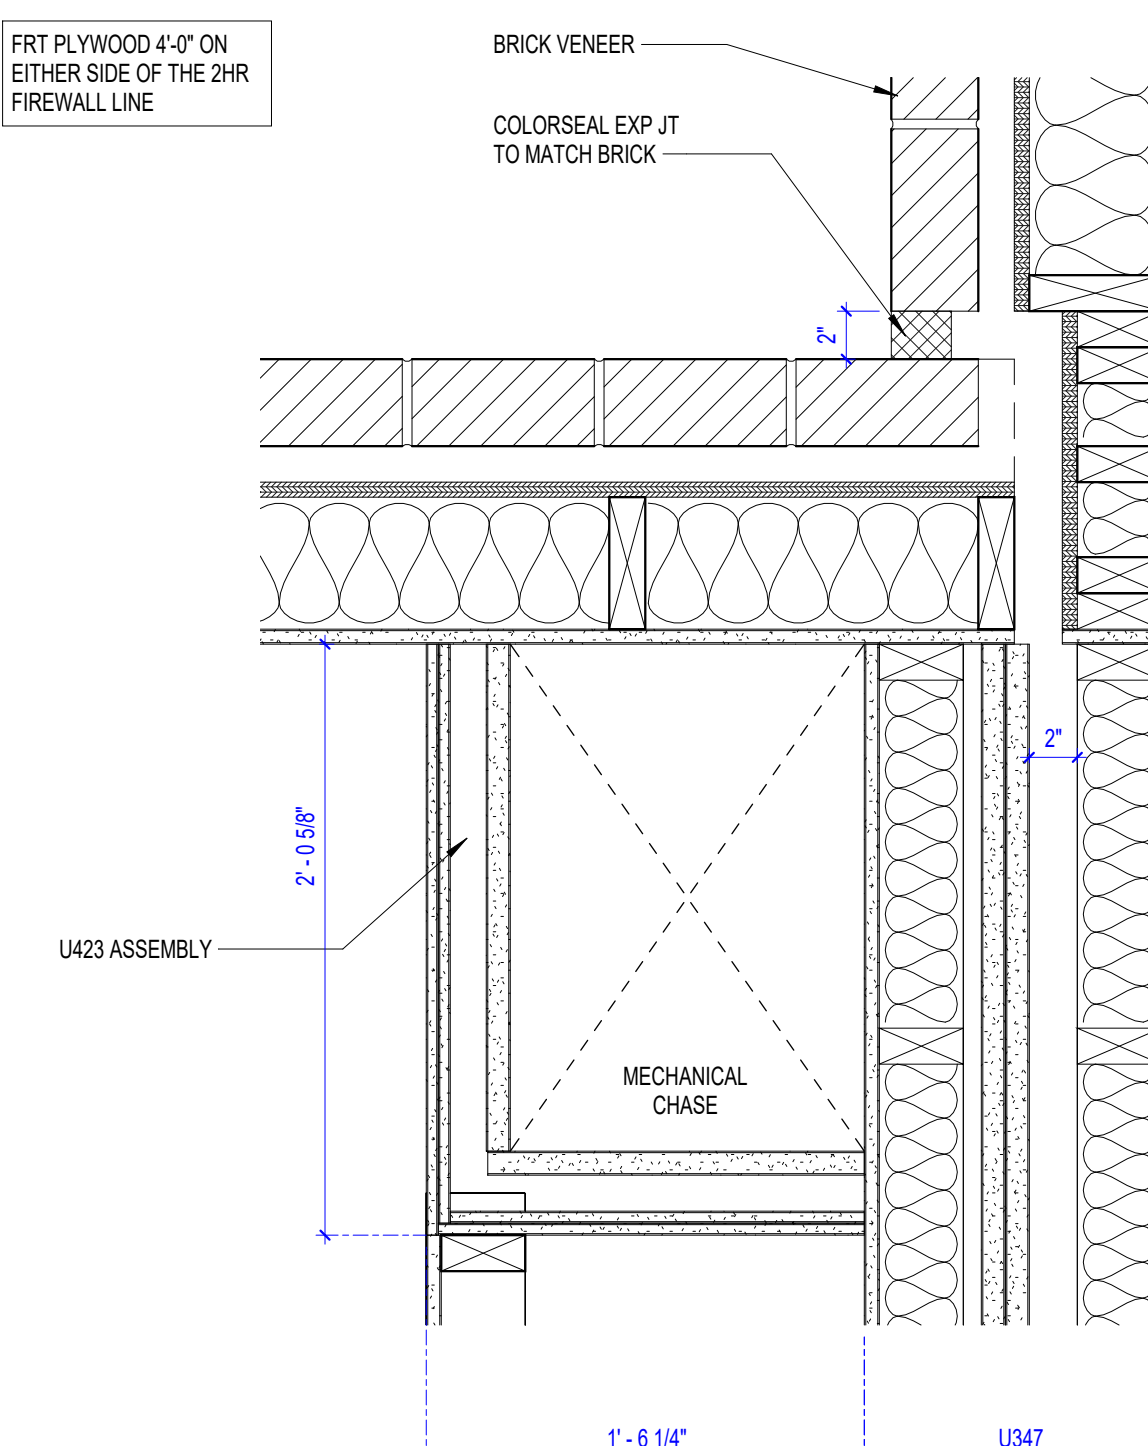 FRT PLYWOOD 4'-0" ON
EITHER SIDE OF THE 2HR
FIREWALL LINE
BRICK VENEER
COLORSEAL EXP JT
TO MATCH BRICK
2"
2"
2' - 0 5/8"
U423 ASSEMBLY
MECHANICAL
CHASE
1' - 6 1/4"
U347